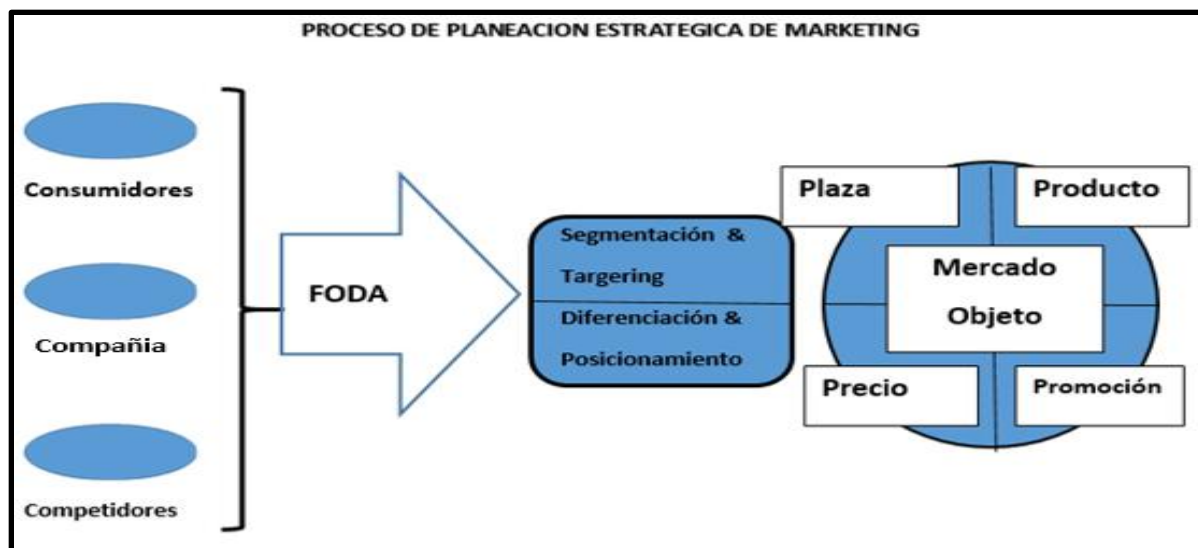 PROCESO DE PLANEACION ESTRATEGICA DE MARKETING
Consumidores
Compañia
Competidores
FODA
Segmentación &
Targering
Diferenciación &
Posicionamiento
Plaza
Producto
Mercado
Objeto
Precio
Promoción